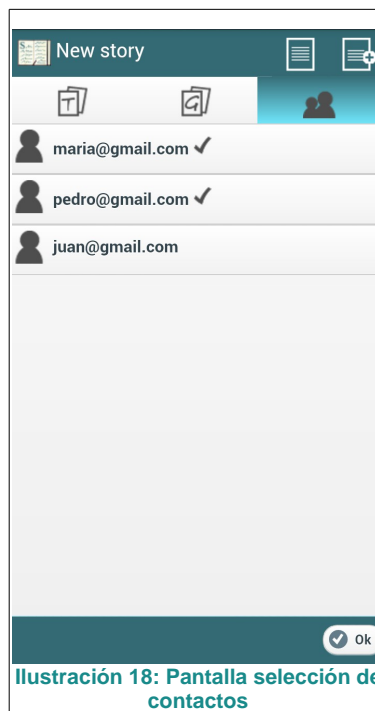 New story
T
G
maria@gmail.com
pedro@gmail.com
juan@gmail.com
Ok
Ilustración 18: Pantalla selección de
contactos